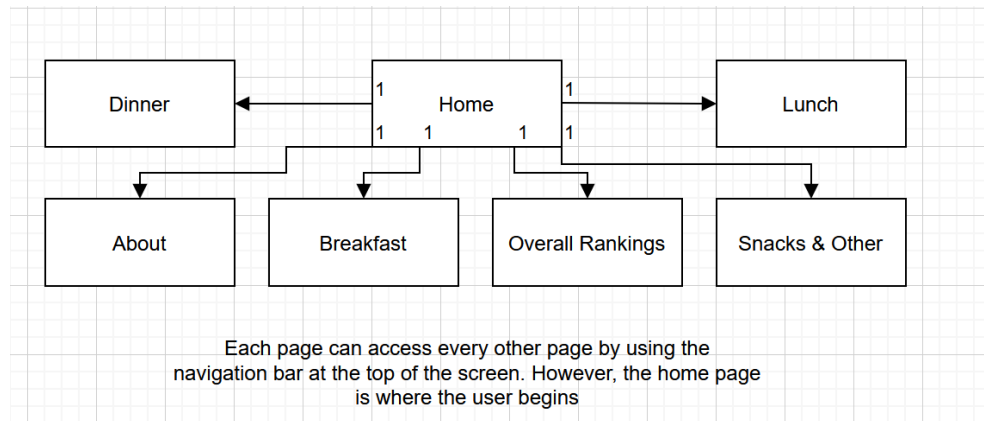 Dinner
1
Home
1
Lunch
1
1
1
1
About
Breakfast
Overall Rankings
Snacks & Other
Each page can access every other page by using the
navigation bar at the top of the screen. However, the home page
is where the user begins